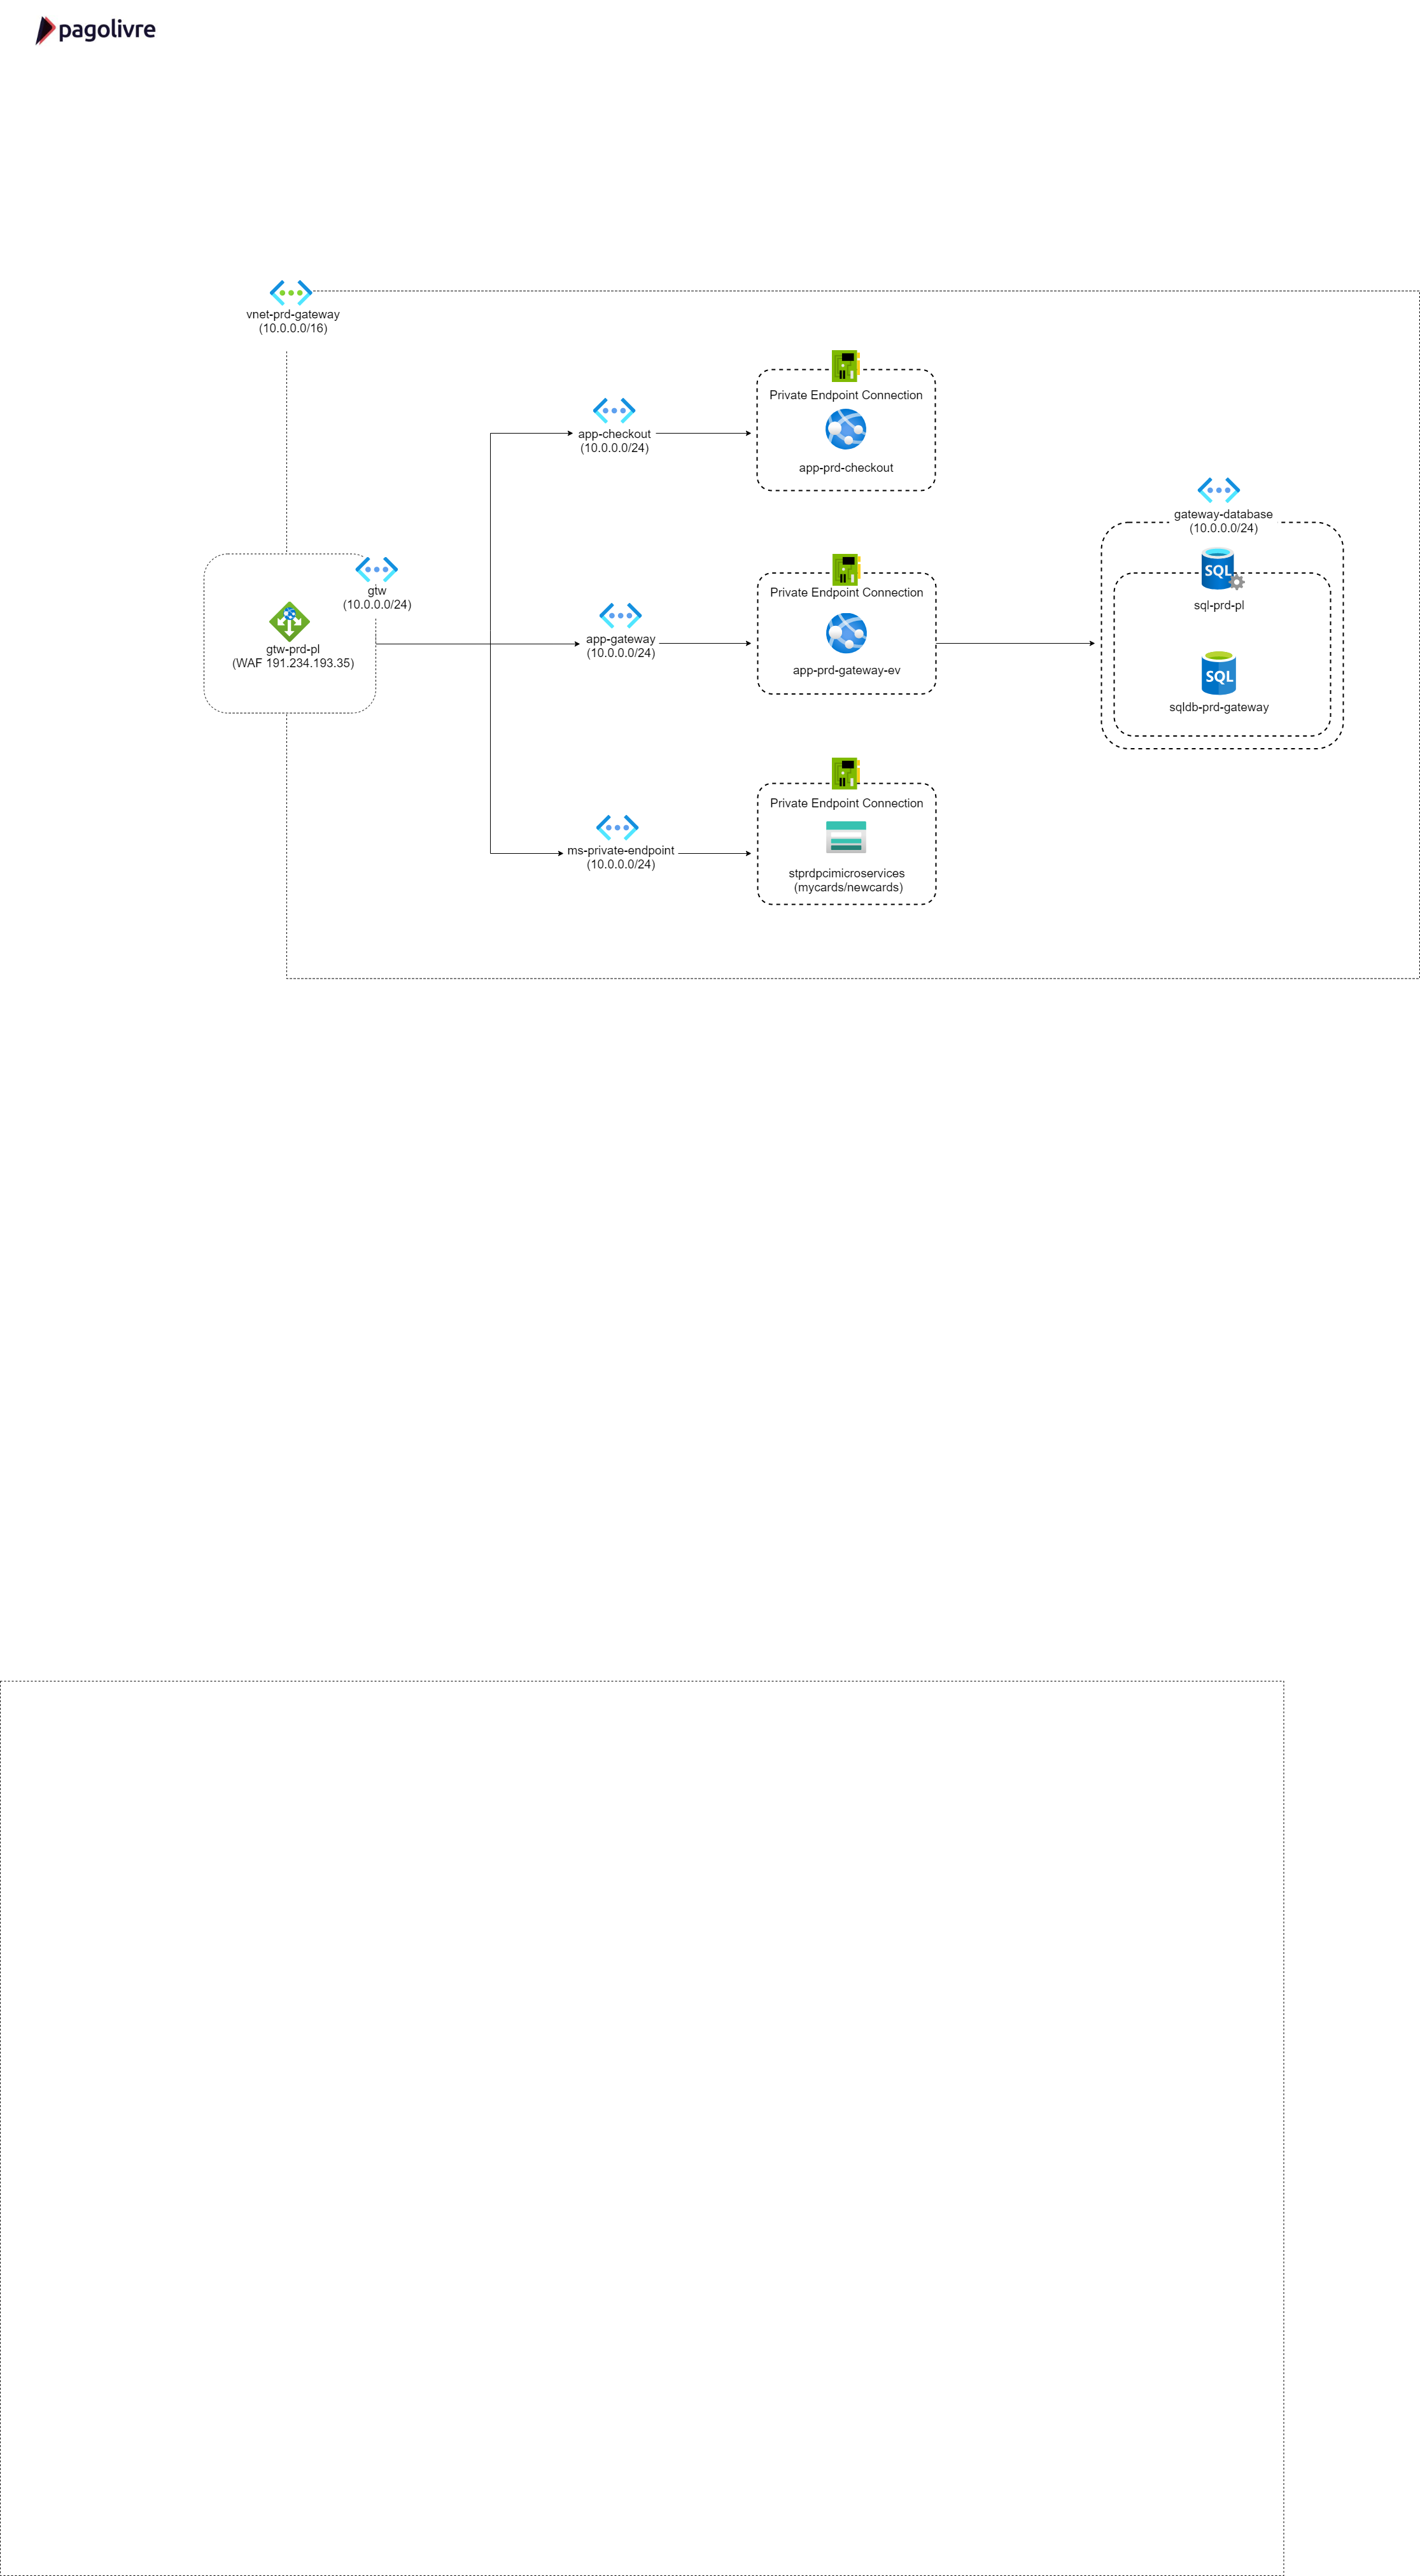 pagolivre
vnet-prd-gateway
(10.0.0.0/16)
Private Endpoint Connection
app-checkout
(10.0.0.0/24)
app-prd-checkout
gateway-database
(10.0.0.0/24)
gtw
(10.0.0.0/24)
Private Endpoint Connection
SQL
sql-prd-pl
gtw-prd-pl
(WAF 191.234.193.35)
app-gateway
(10.0.0.0/24)
app-prd-gateway-ev
SQL
sqldb-prd-gateway
Private Endpoint Connection
ms-private-endpoint
(10.0.0.0/24)
stprdpcimicroservices
(mycards/newcards)